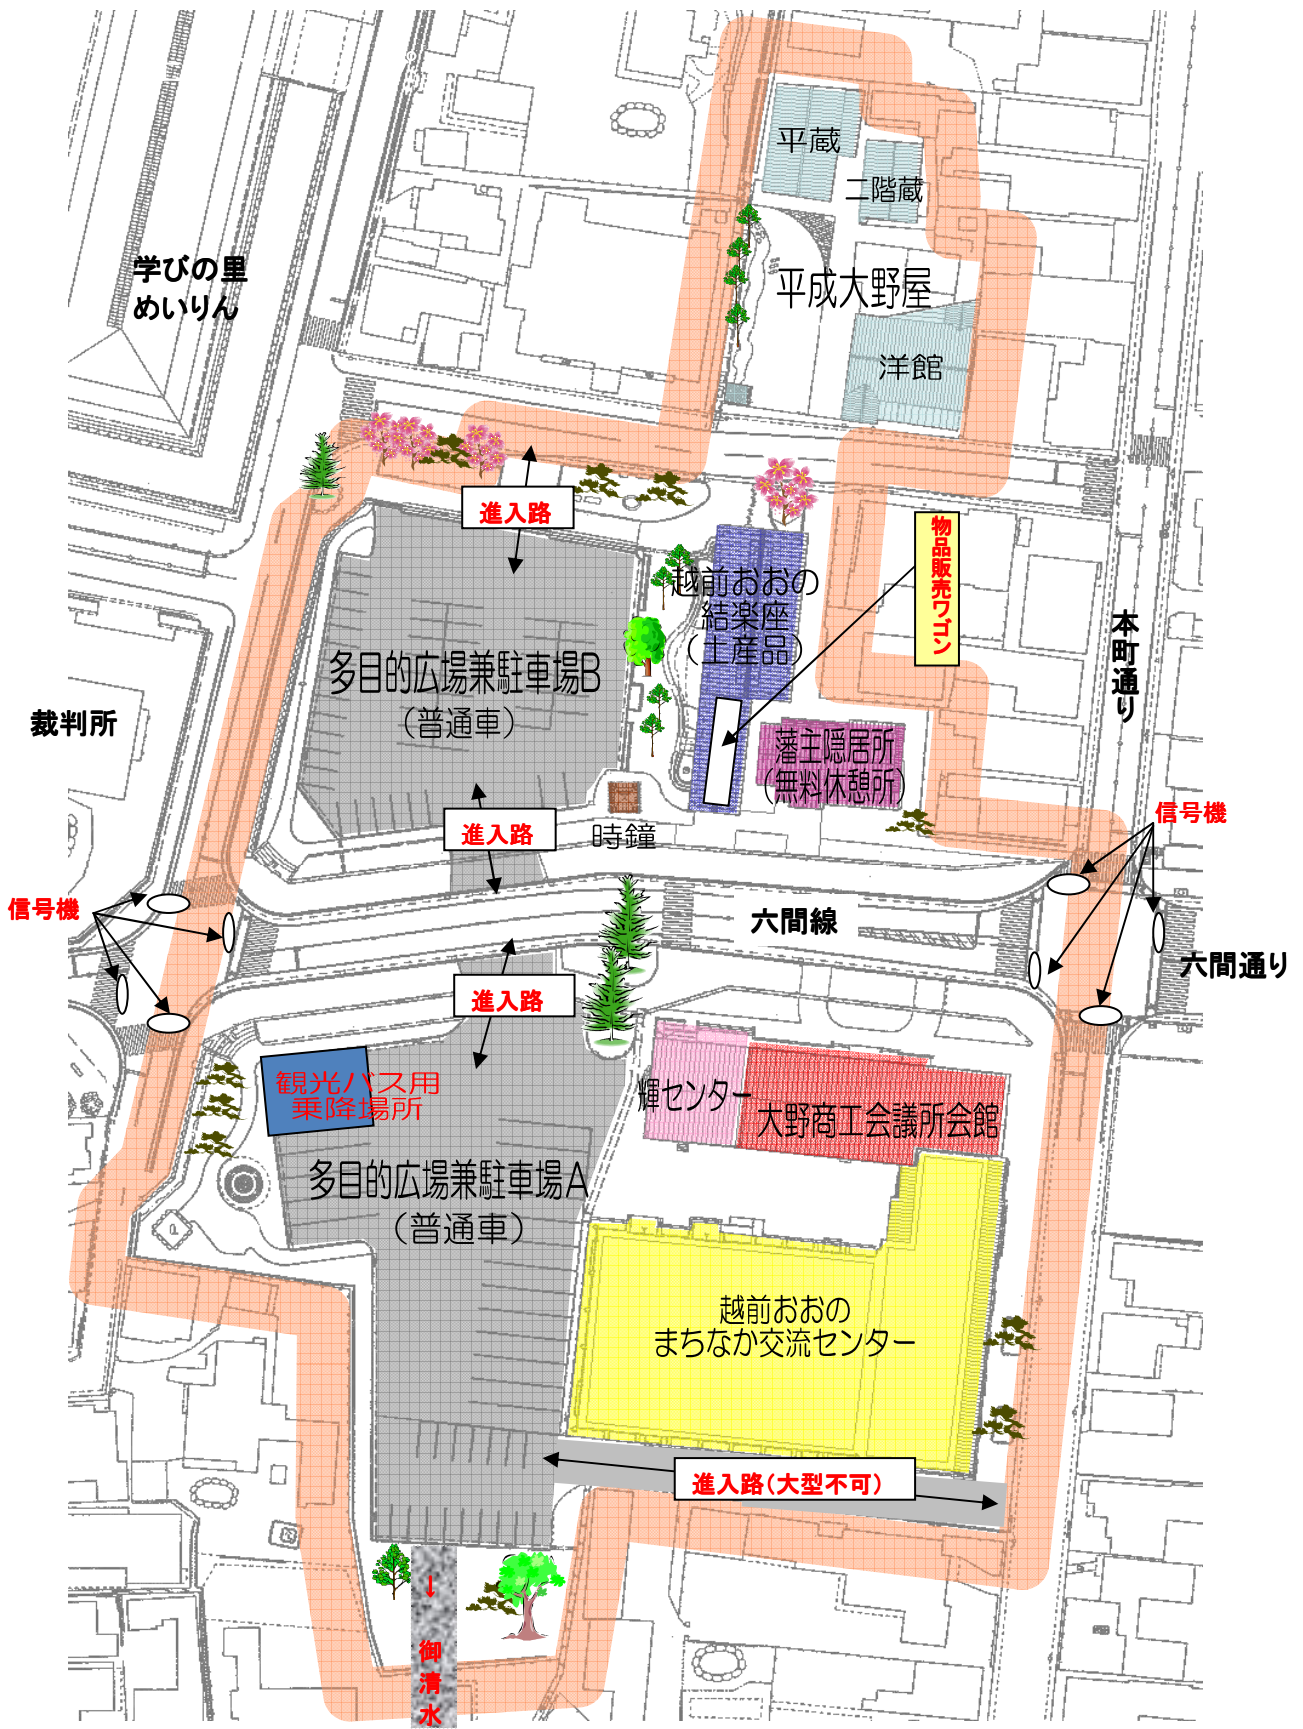 平蔵
二階蔵
学びの里
めいりん
平成大野屋
洋館
進入路
物品販売ワゴン
越前おおの
結楽座
（土産品）
本町通り
多目的広場兼駐車場B
（普通車）
裁判所
藩主隠居所
（無料休憩所）
進入路
時鐘
信号機
信号機
六間線
六間通り
進入路
観光バス用
乗降場所
輝センター
大野商工会議所会館
多目的広場兼駐車場A
（普通車）
越前おおの
まちなか交流センター
進入路（大型不可）
↓
御清水